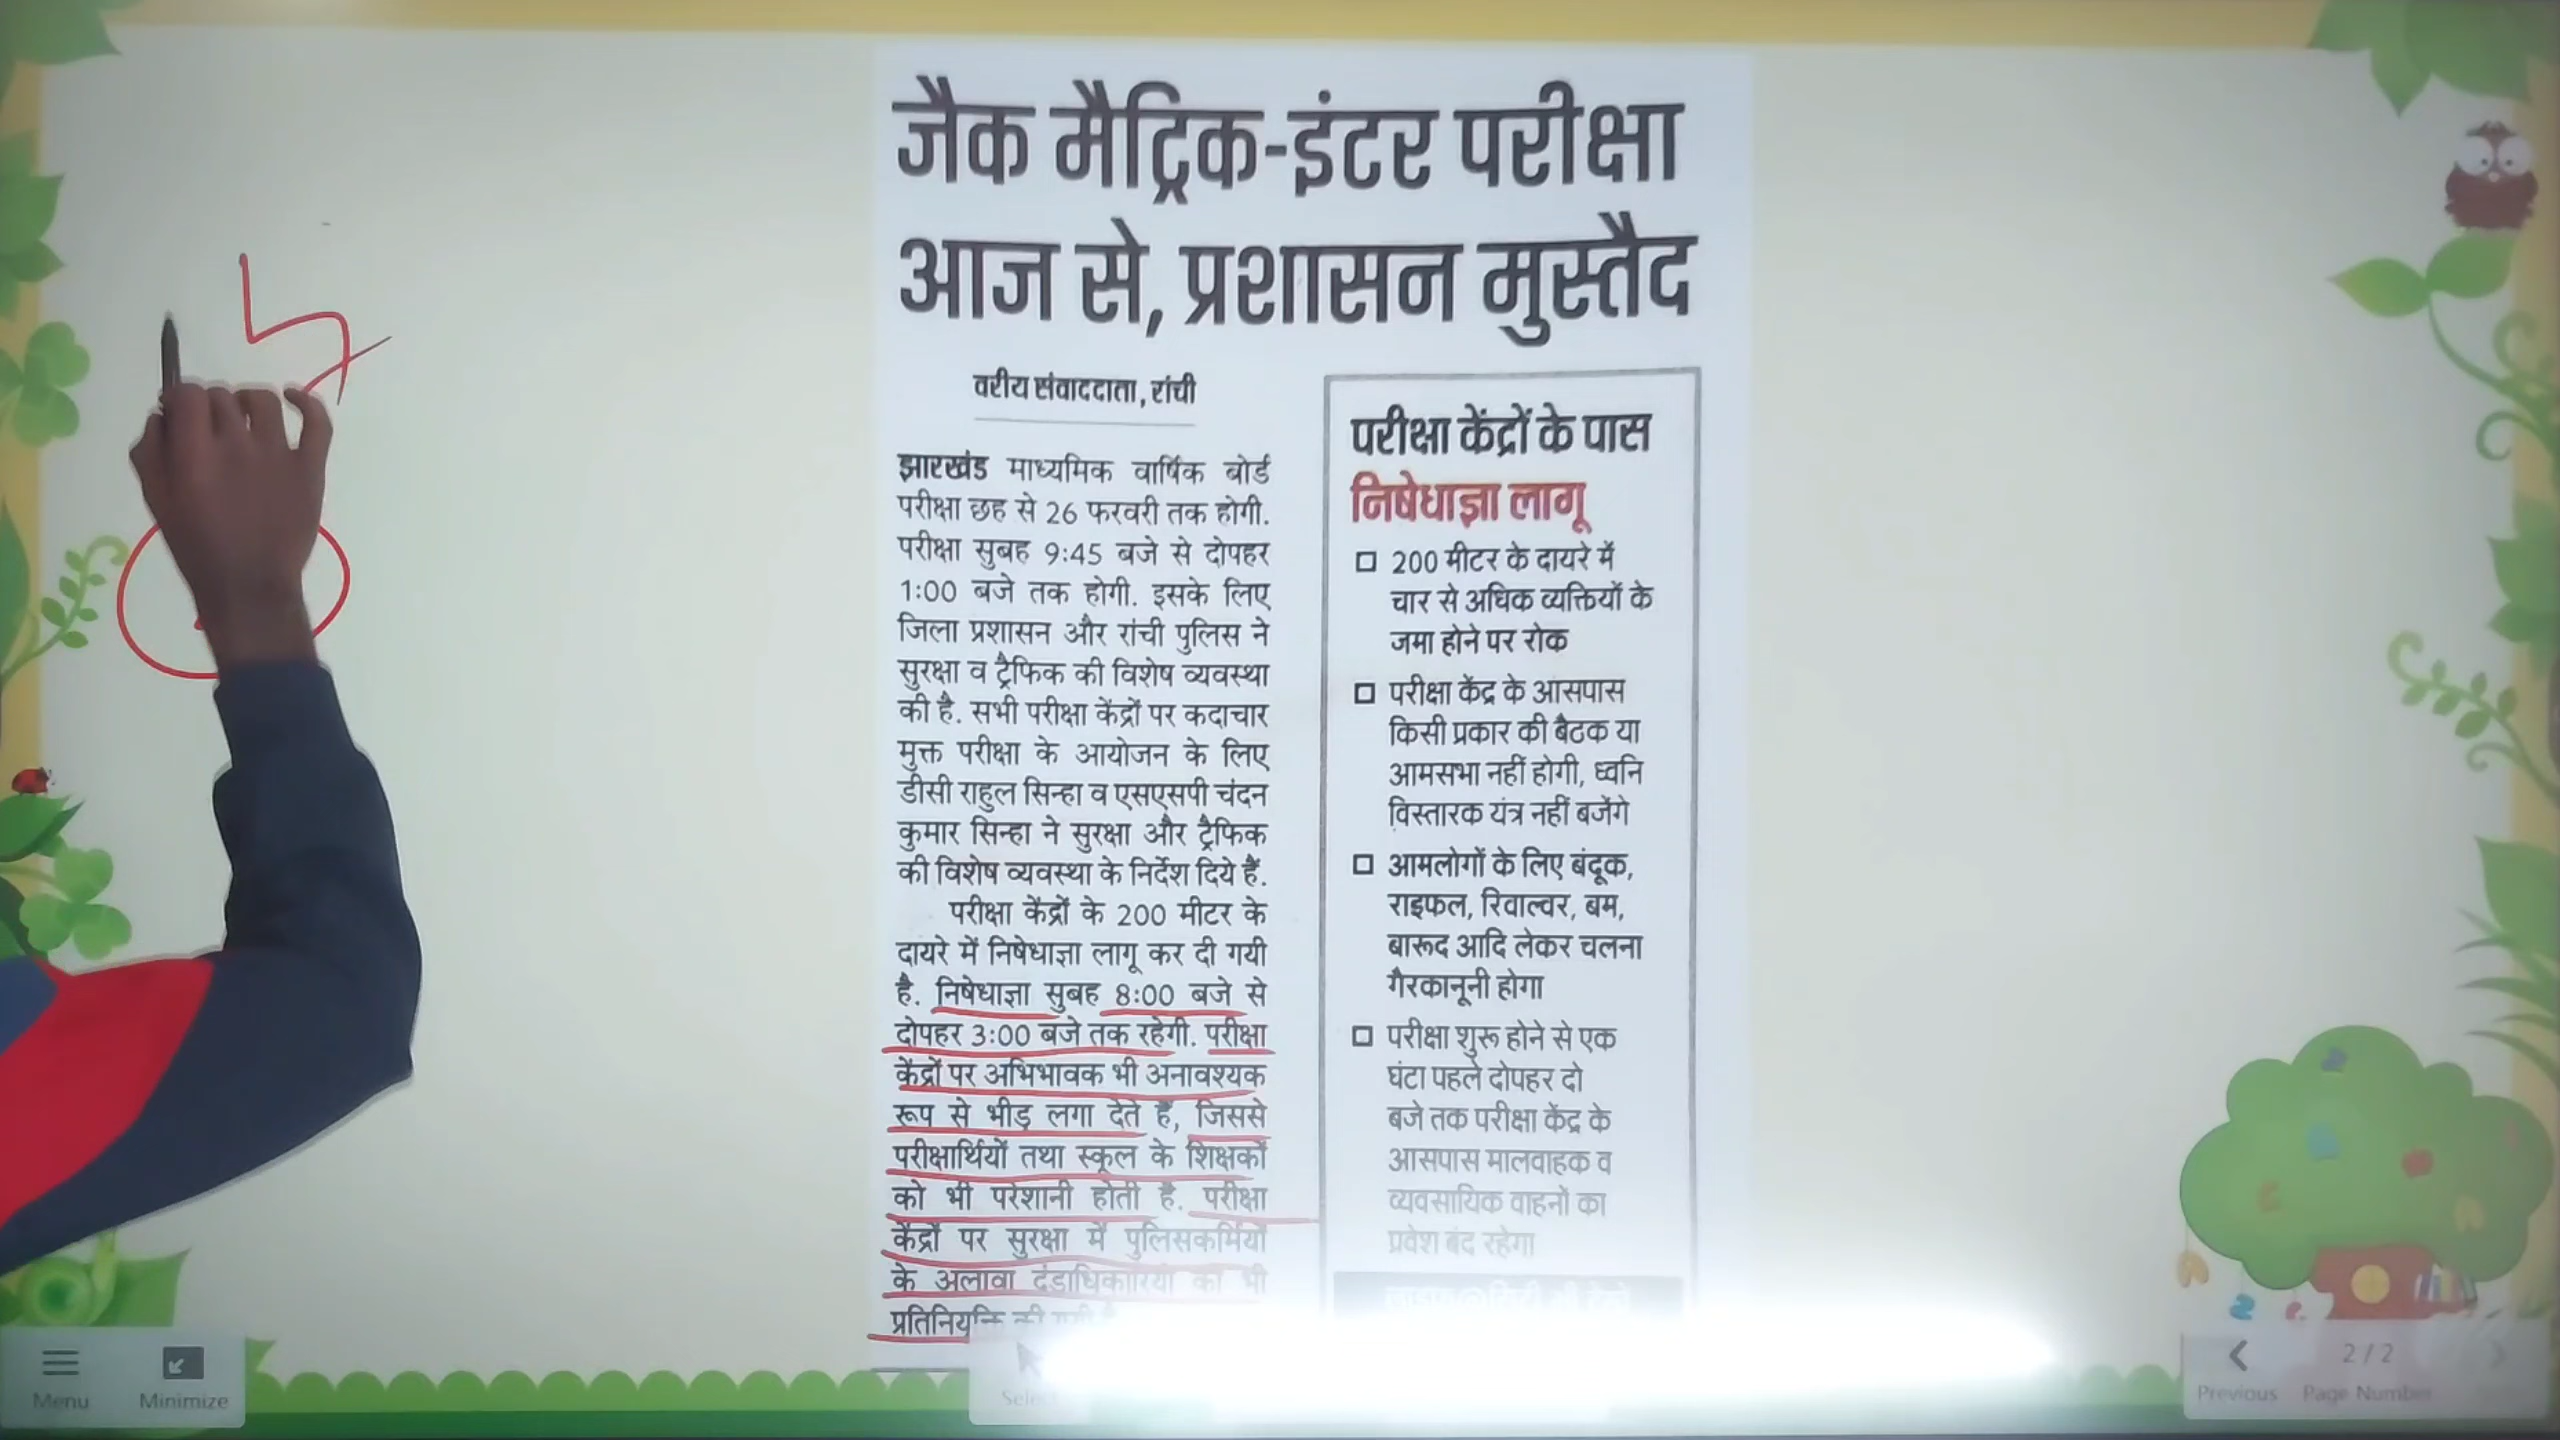 जैक मैट्रिक-इंटर परीक्षा
आज से, प्रशासन मुस्तैद
वरीय संवाददाता, रांची
झारखंड माध्यमिक वार्षिक बोर्ड
परीक्षा छह से 26 फरवरी तक होगी.
परीक्षा सुबह 9:45 बजे से दोपहर
1:00 बजे तक होगी. इसके लिए
जिला प्रशासन और रांची पुलिस ने
सुरक्षा व ट्रैफिक की विशेष व्यवस्था
की है. सभी परीक्षा केंद्रों पर कदाचार
मुक्त परीक्षा के आयोजन के लिए
डीसी राहुल सिन्हा व एसएसपी चंदन
कुमार सिन्हा ने सुरक्षा और ट्रैफिक
की विशेष व्यवस्था के निर्देश दिये हैं.
परीक्षा केंद्रों के 200 मीटर के
दायरे में निषेधाज्ञा लागू कर दी गयी
है. निषेधाज्ञा सुबह 8:00 बजे से
दोपहर 3:00 बजे तक रहेगी. परीक्षा
केंद्रों पर अभिभावक भी अनावश्यक
रूप से भीड़ लगा देते हैं, जिससे
परीक्षार्थियों तथा स्कूल के शिक्षकों
को भी परेशानी होती है. परीक्षा
केंद्रों पर सुरक्षा में पुलिसकर्मियों
के अलावा दंडाधिकारियों की भी
प्रतिनियुक्ति की गयी
परीक्षा केंद्रों के पास
निषेधाज्ञा लागू
200 मीटर के दायरे में
चार से अधिक व्यक्तियों के
जमा होने पर रोक
परीक्षा केंद्र के आसपास
किसी प्रकार की बैठक या
आमसभा नहीं होगी, ध्वनि
विस्तारक यंत्र नहीं बजेंगे
आमलोगों के लिए बंदूक,
राइफल, रिवाल्वर, बम,
बारूद आदि लेकर चलना
गैरकानूनी होगा
परीक्षा शुरू होने से एक
घंटा पहले दोपहर दो
बजे तक परीक्षा केंद्र के
आसपास मालवाहक व
व्यवसायिक वाहनों का
प्रवेश बंद रहेगा
Menu
Minimize
Select
Previous
2/2
Page Number